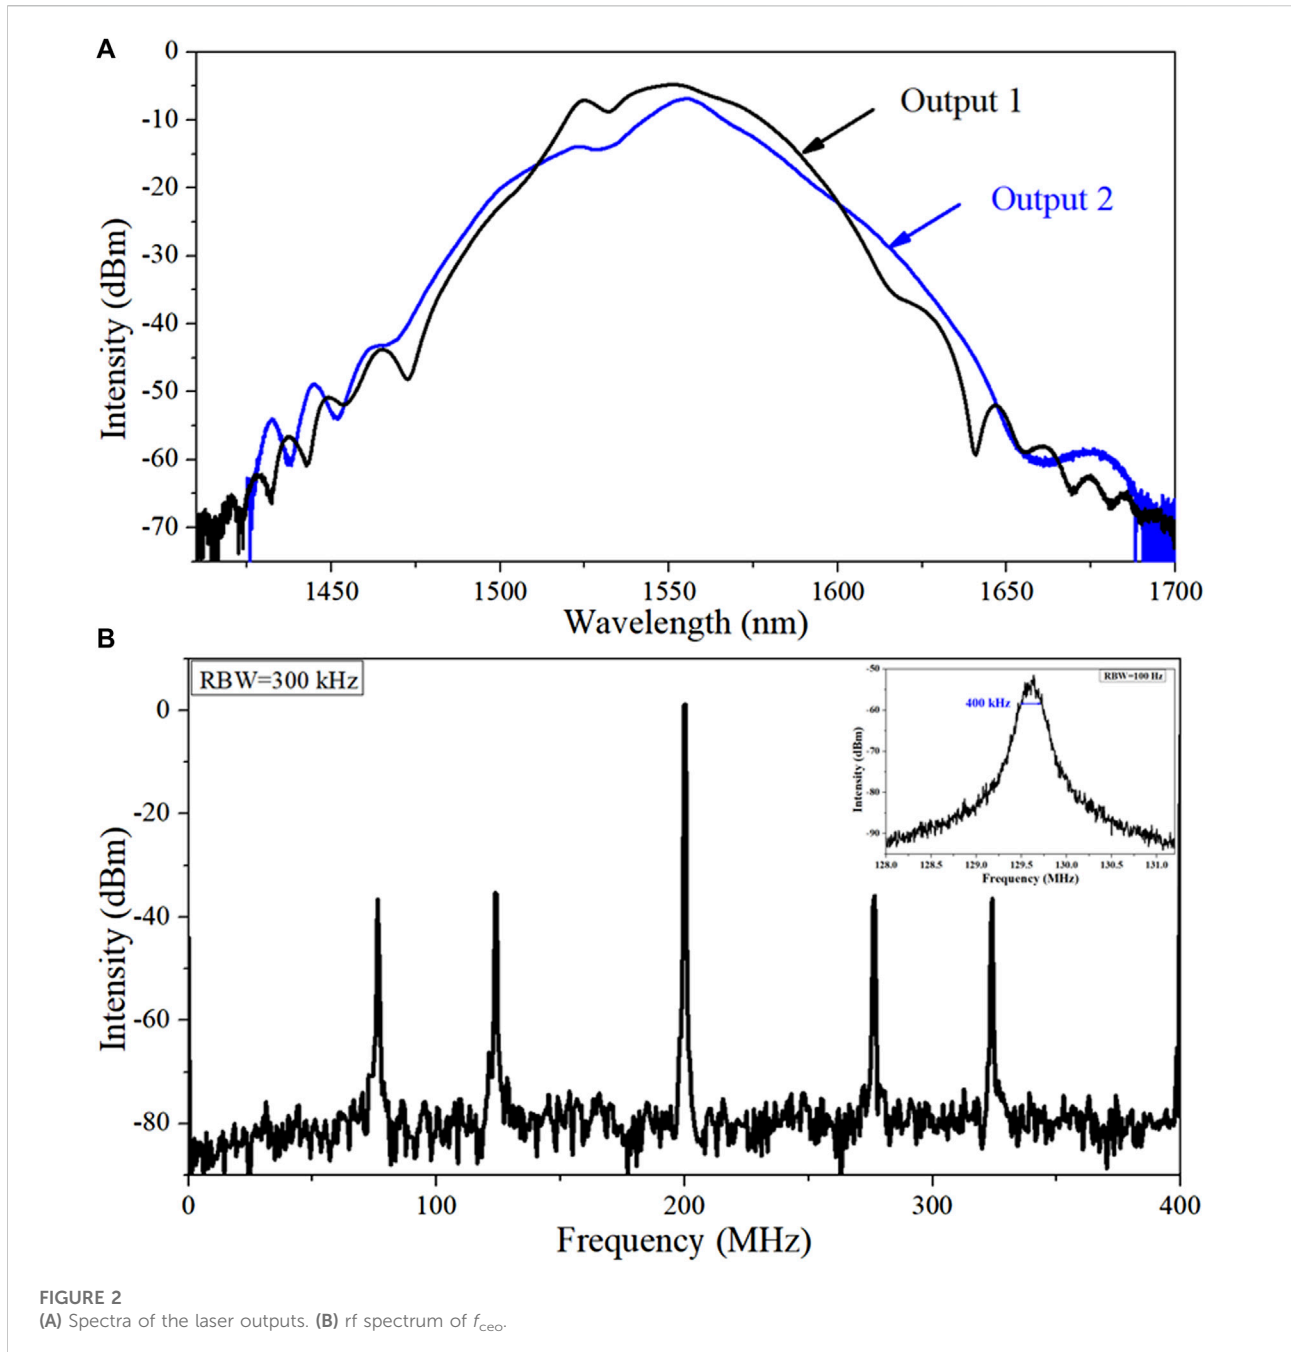 A
0
-10
-20
-30
-40
-50
-60
-70
Intensity (dBm)
Output 1
Output 2
1450 1500 1550 1600 1650 1700
Wavelength (nm)
B
RBW=300 kHz
0
-20
-40
-60
-80
Intensity (dBm)
RBW=100 Hz
400 kHz
-50
-60
-70
-80
-90
Intensity (dBm)
128.0 128.5 129.0 129.5 130.0 130.5 131.0
Frequency (MHz)
0 100 200 300 400
Frequency (MHz)
FIGURE 2
(A) Spectra of the laser outputs. (B) rf spectrum of fceo.